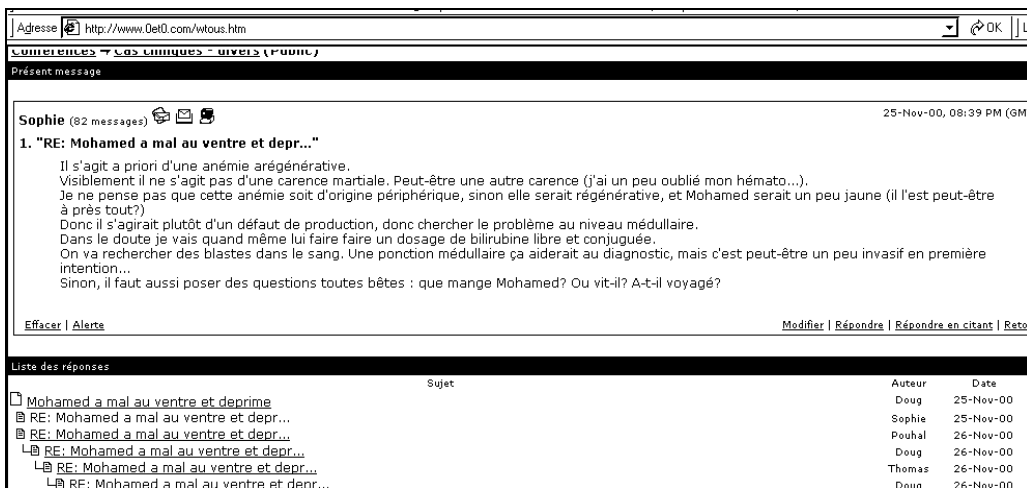 Adresse http://www.0et0.com/wtous.htm OK
Conférences → Cas cliniques - divers (Public)
Présent message
Sophie (82 messages) 25-Nov-00, 08:39 PM (GM
1. "RE: Mohamed a mal au ventre et depr..."
Il s'agit a priori d'une anémie arégénérative.
Visiblement il ne s'agit pas d'une carence martiale. Peut-être une autre carence (j'ai un peu oublié mon hémato...).
Je ne pense pas que cette anémie soit d'origine périphérique, sinon elle serait régénérative, et Mohamed serait un peu jaune (il l'est peut-être
à près tout?)
Donc il s'agirait plutôt d'un défaut de production, donc chercher le problème au niveau médullaire.
Dans le doute je vais quand même lui faire faire un dosage de bilirubine libre et conjuguée.
On va rechercher des blastes dans le sang. Une ponction médullaire ça aiderait au diagnostic, mais c'est peut-être un peu invasif en première
intention...
Sinon, il faut aussi poser des questions toutes bêtes : que mange Mohamed? Ou vit-il? A-t-il voyagé?
Effacer | Alerte Modifier | Répondre | Répondre en citant | Reto
Liste des réponses
Sujet Auteur Date
Mohamed a mal au ventre et deprime Doug 25-Nov-00
RE: Mohamed a mal au ventre et depr... Sophie 25-Nov-00
RE: Mohamed a mal au ventre et depr... Pouhal 26-Nov-00
RE: Mohamed a mal au ventre et depr... Doug 26-Nov-00
RE: Mohamed a mal au ventre et depr... Thomas 26-Nov-00
RE: Mohamed a mal au ventre et depr... Doug 26-Nov-00